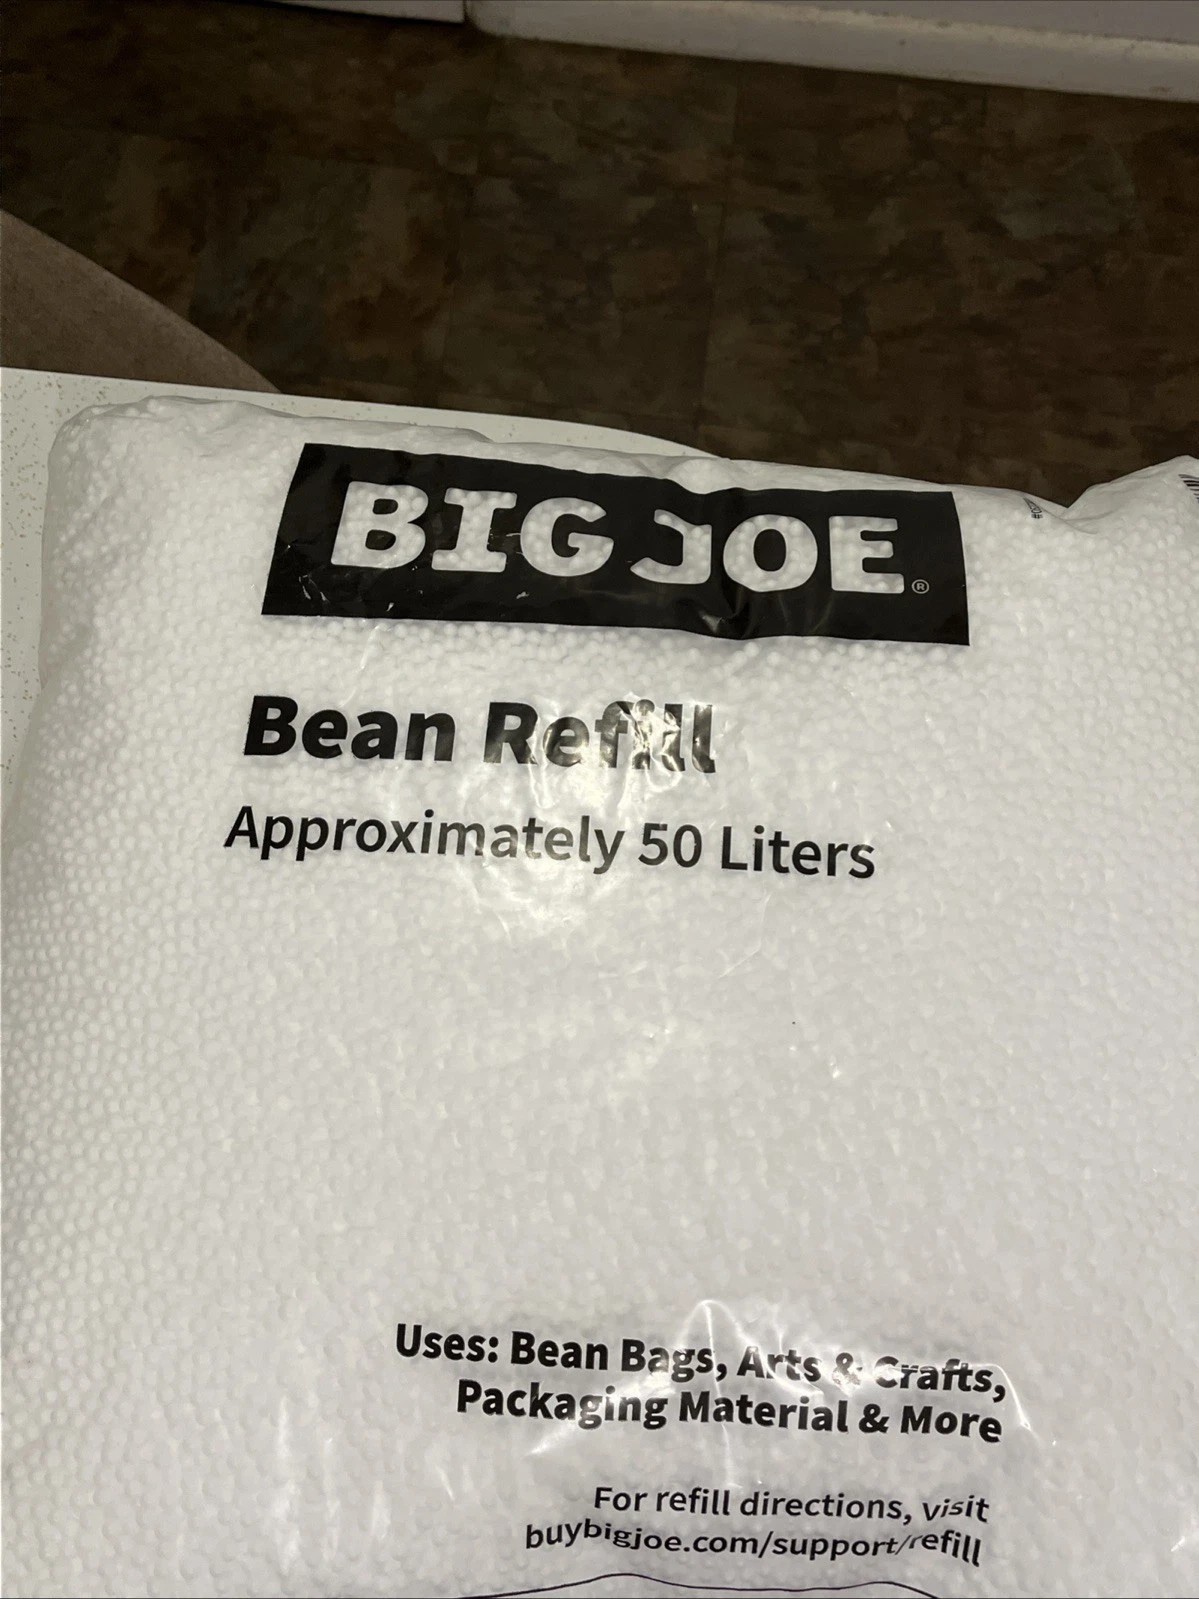 BIG JOE®
Bean Refill
Approximately 50 Liters
Uses: Bean Bags, Arts & Crafts,
Packaging Material & More
For refill directions, visit
buybigjoe.com/support/refill